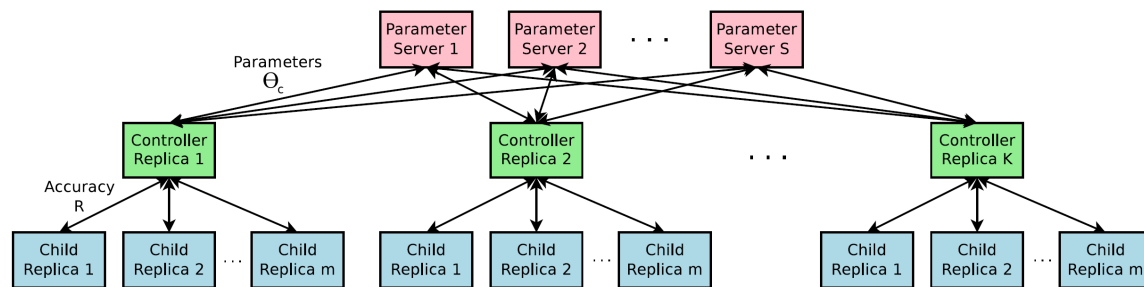 Parameter
Server 1
Parameter
Server 2
. . .
Parameter
Server S
Parameters
Θc
Controller
Replica 1
Controller
Replica 2
. . .
Controller
Replica K
Accuracy
R
Child
Replica 1
Child
Replica 2
...
Child
Replica m
Child
Replica 1
Child
Replica 2
...
Child
Replica m
Child
Replica 1
Child
Replica 2
...
Child
Replica m